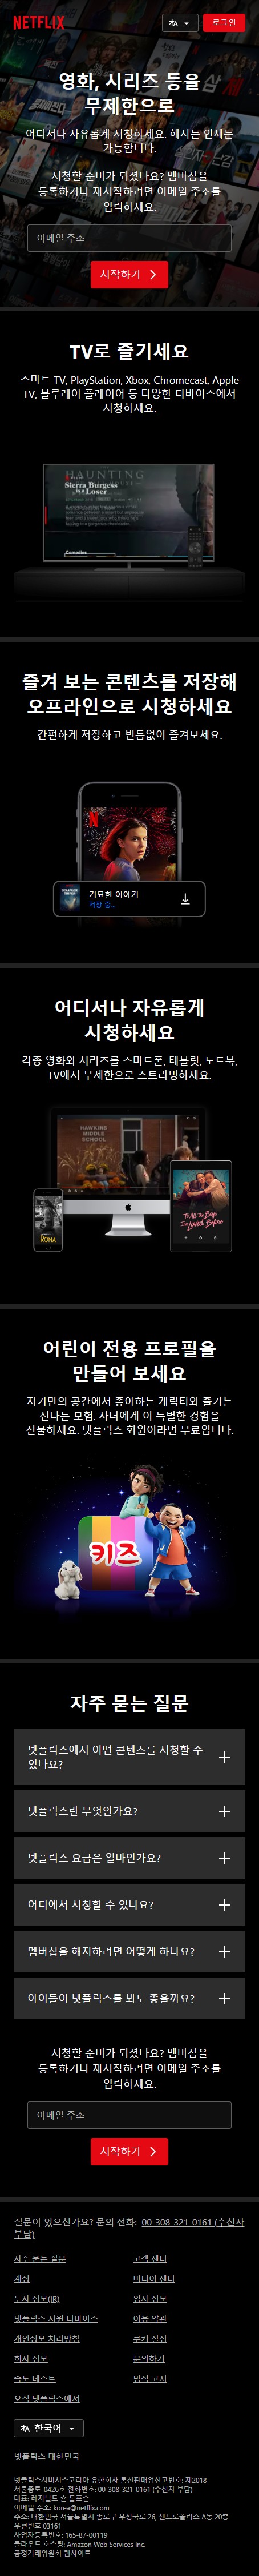 NETFLIX
로그인
영화, 시리즈 등을
무제한으로
어디서나 자유롭게 시청하세요. 해지는 언제든
가능합니다.
시청할 준비가 되셨나요? 멤버십을
등록하거나 재시작하려면 이메일 주소를
입력하세요.
이메일 주소
시작하기
TV로 즐기세요
스마트 TV, PlayStation, Xbox, Chromecast, Apple
TV, 블루레이 플레이어 등 다양한 디바이스에서
시청하세요.
HAUNTING
Sierra Burgess
Is a Loser
Comedies
즐겨 보는 콘텐츠를 저장해
오프라인으로 시청하세요
간편하게 저장하고 빈틈없이 즐겨보세요.
N
기묘한 이야기
저장 중...
어디서나 자유롭게
시청하세요
각종 영화와 시리즈를 스마트폰, 태블릿, 노트북,
TV에서 무제한으로 스트리밍하세요.
HAWKINS
MIDDLE
SCHOOL
ROMA
To All the Boys
I've Loved Before
어린이 전용 프로필을
만들어 보세요
자기만의 공간에서 좋아하는 캐릭터와 즐기는
신나는 모험. 자녀에게 이 특별한 경험을
선물하세요. 넷플릭스 회원이라면 무료입니다.
키즈
자주 묻는 질문
넷플릭스에서 어떤 콘텐츠를 시청할 수
있나요?
넷플릭스란 무엇인가요?
넷플릭스 요금은 얼마인가요?
어디에서 시청할 수 있나요?
멤버십을 해지하려면 어떻게 하나요?
아이들이 넷플릭스를 봐도 좋을까요?
시청할 준비가 되셨나요? 멤버십을
등록하거나 재시작하려면 이메일 주소를
입력하세요.
이메일 주소
시작하기
질문이 있으신가요? 문의 전화: 00-308-321-0161 (수신자
부담)
자주 묻는 질문
고객 센터
계정
미디어 센터
투자 정보(IR)
입사 정보
넷플릭스 지원 디바이스
이용 약관
개인정보 처리방침
쿠키 설정
회사 정보
문의하기
속도 테스트
법적 고지
오직 넷플릭스에서
한국어
넷플릭스 대한민국
넷플릭스서비시스코리아 유한회사 통신판매업신고번호: 제2018-
서울종로-0426호 전화번호: 00-308-321-0161 (수신자 부담)
대표: 레지널드 숀 톰프슨
이메일 주소: korea@netflix.com
주소: 대한민국 서울특별시 종로구 우정국로 26, 센트로폴리스 A동 20층
우편번호 03161
사업자등록번호: 165-87-00119
클라우드 호스팅: Amazon Web Services Inc.
공정거래위원회 웹사이트